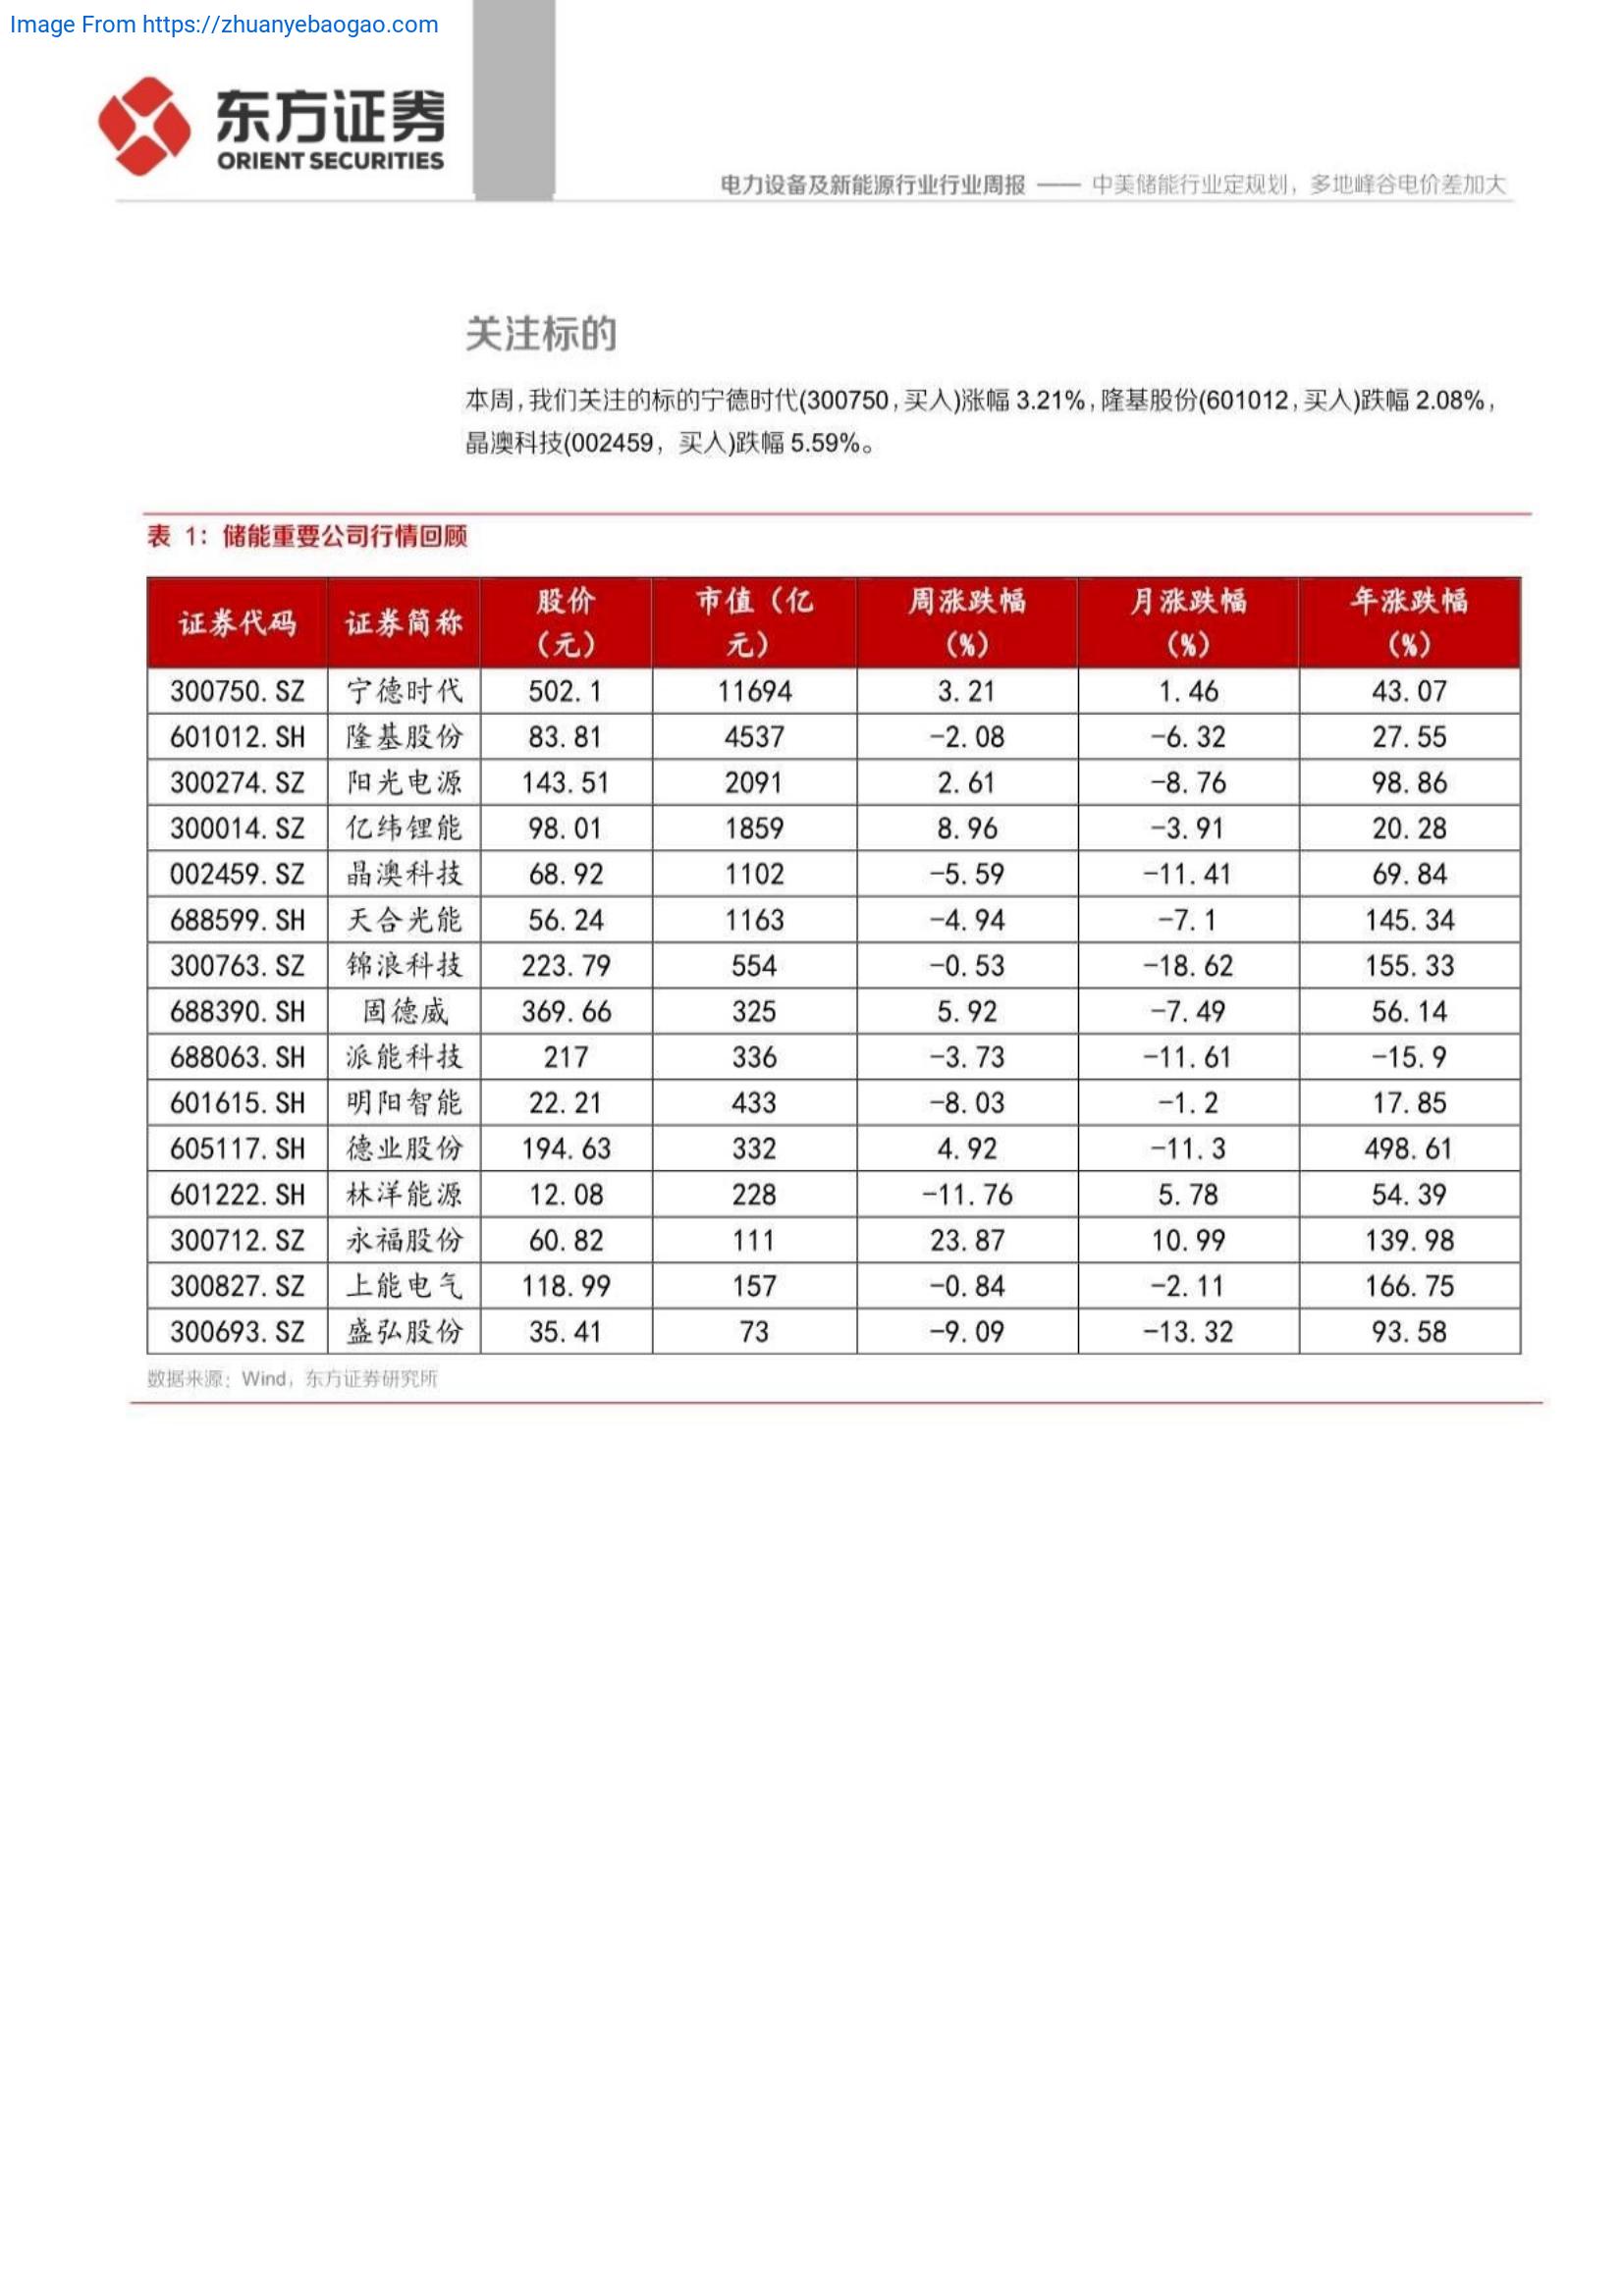 Image From https://zhuanyebaogao.com
东方证券
ORIENT SECURITIES
电力设备及新能源行业行业周报 —— 中美储能行业定规划，多地峰谷电价差加大
关注标的
本周，我们关注的标的宁德时代(300750，买入)涨幅 3.21%，隆基股份(601012，买入)跌幅 2.08%，
晶澳科技(002459，买入)跌幅 5.59%。
表 1：储能重要公司行情回顾
证券代码 证券简称 股价（元） 市值（亿元） 周涨跌幅（%） 月涨跌幅（%） 年涨跌幅（%）
300750.SZ 宁德时代 502.1 11694 3.21 1.46 43.07
601012.SH 隆基股份 83.81 4537 -2.08 -6.32 27.55
300274.SZ 阳光电源 143.51 2091 2.61 -8.76 98.86
300014.SZ 亿纬锂能 98.01 1859 8.96 -3.91 20.28
002459.SZ 晶澳科技 68.92 1102 -5.59 -11.41 69.84
688599.SH 天合光能 56.24 1163 -4.94 -7.1 145.34
300763.SZ 锦浪科技 223.79 554 -0.53 -18.62 155.33
688390.SH 固德威 369.66 325 5.92 -7.49 56.14
688063.SH 派能科技 217 336 -3.73 -11.61 -15.9
601615.SH 明阳智能 22.21 433 -8.03 -1.2 17.85
605117.SH 德业股份 194.63 332 4.92 -11.3 498.61
601222.SH 林洋能源 12.08 228 -11.76 5.78 54.39
300712.SZ 永福股份 60.82 111 23.87 10.99 139.98
300827.SZ 上能电气 118.99 157 -0.84 -2.11 166.75
300693.SZ 盛弘股份 35.41 73 -9.09 -13.32 93.58
数据来源：Wind，东方证券研究所